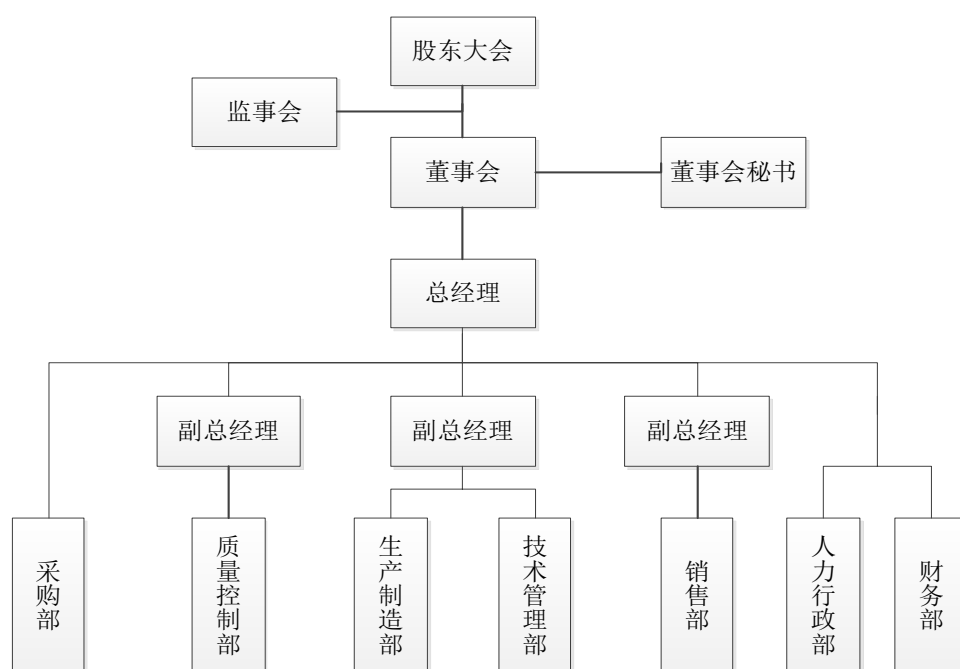 股东大会
监事会
董事会
董事会秘书
总经理
副总经理
副总经理
副总经理
采购部
质量控制部
生产制造部
技术管理部
销售部
人力行政部
财务部